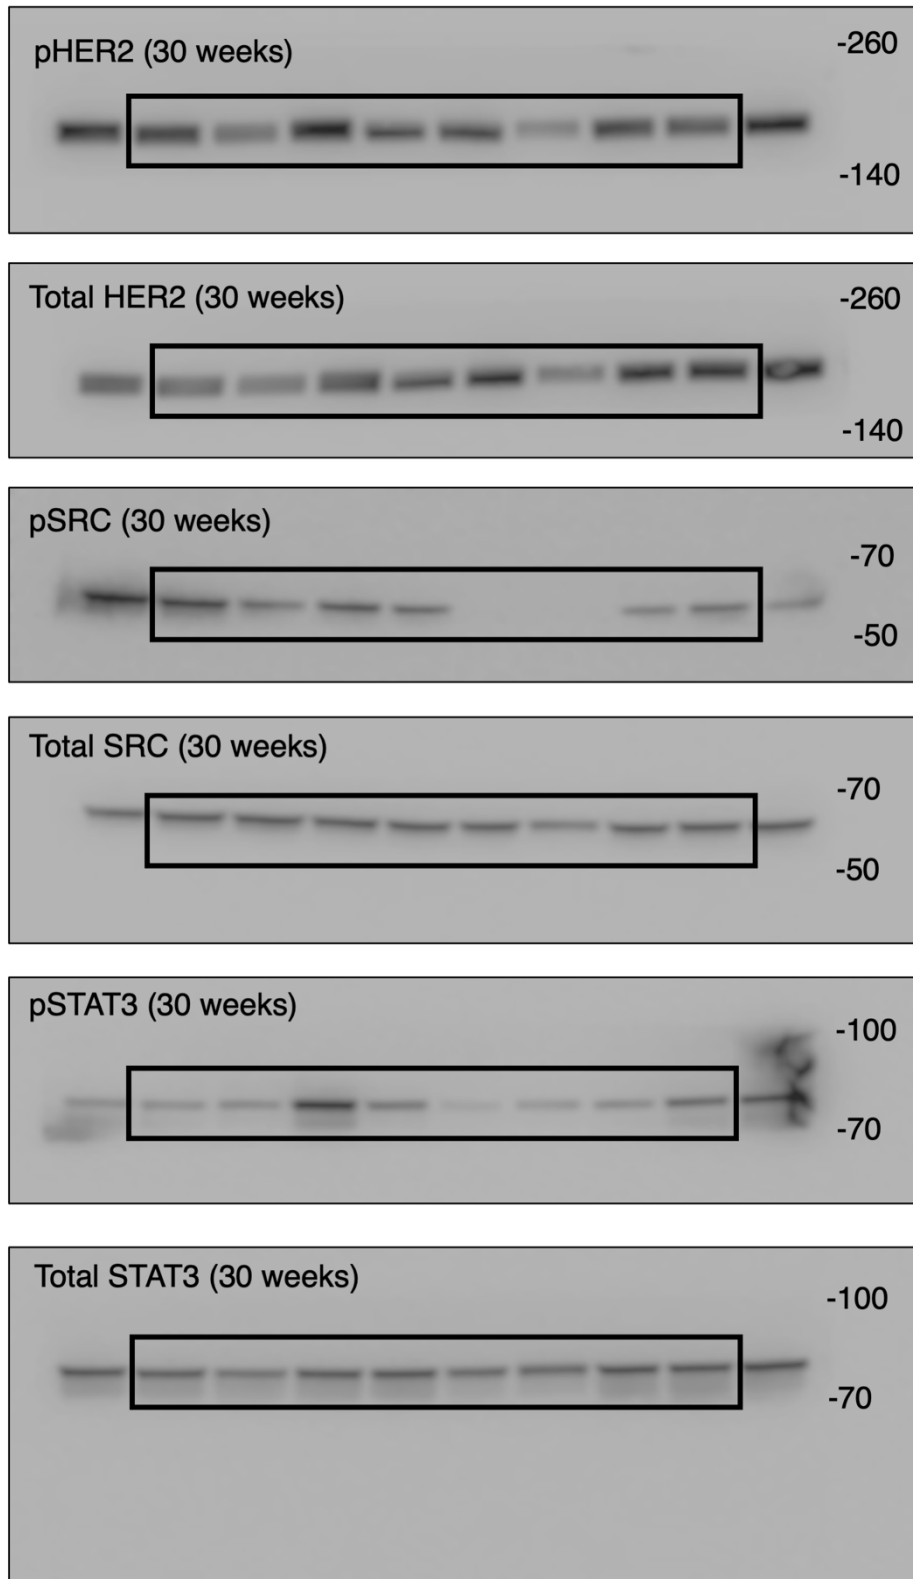 pHER2 (30 weeks)
-260
-140
Total HER2 (30 weeks)
-260
-140
pSRC (30 weeks)
-70
-50
Total SRC (30 weeks)
-70
-50
pSTAT3 (30 weeks)
-100
-70
Total STAT3 (30 weeks)
-100
-70